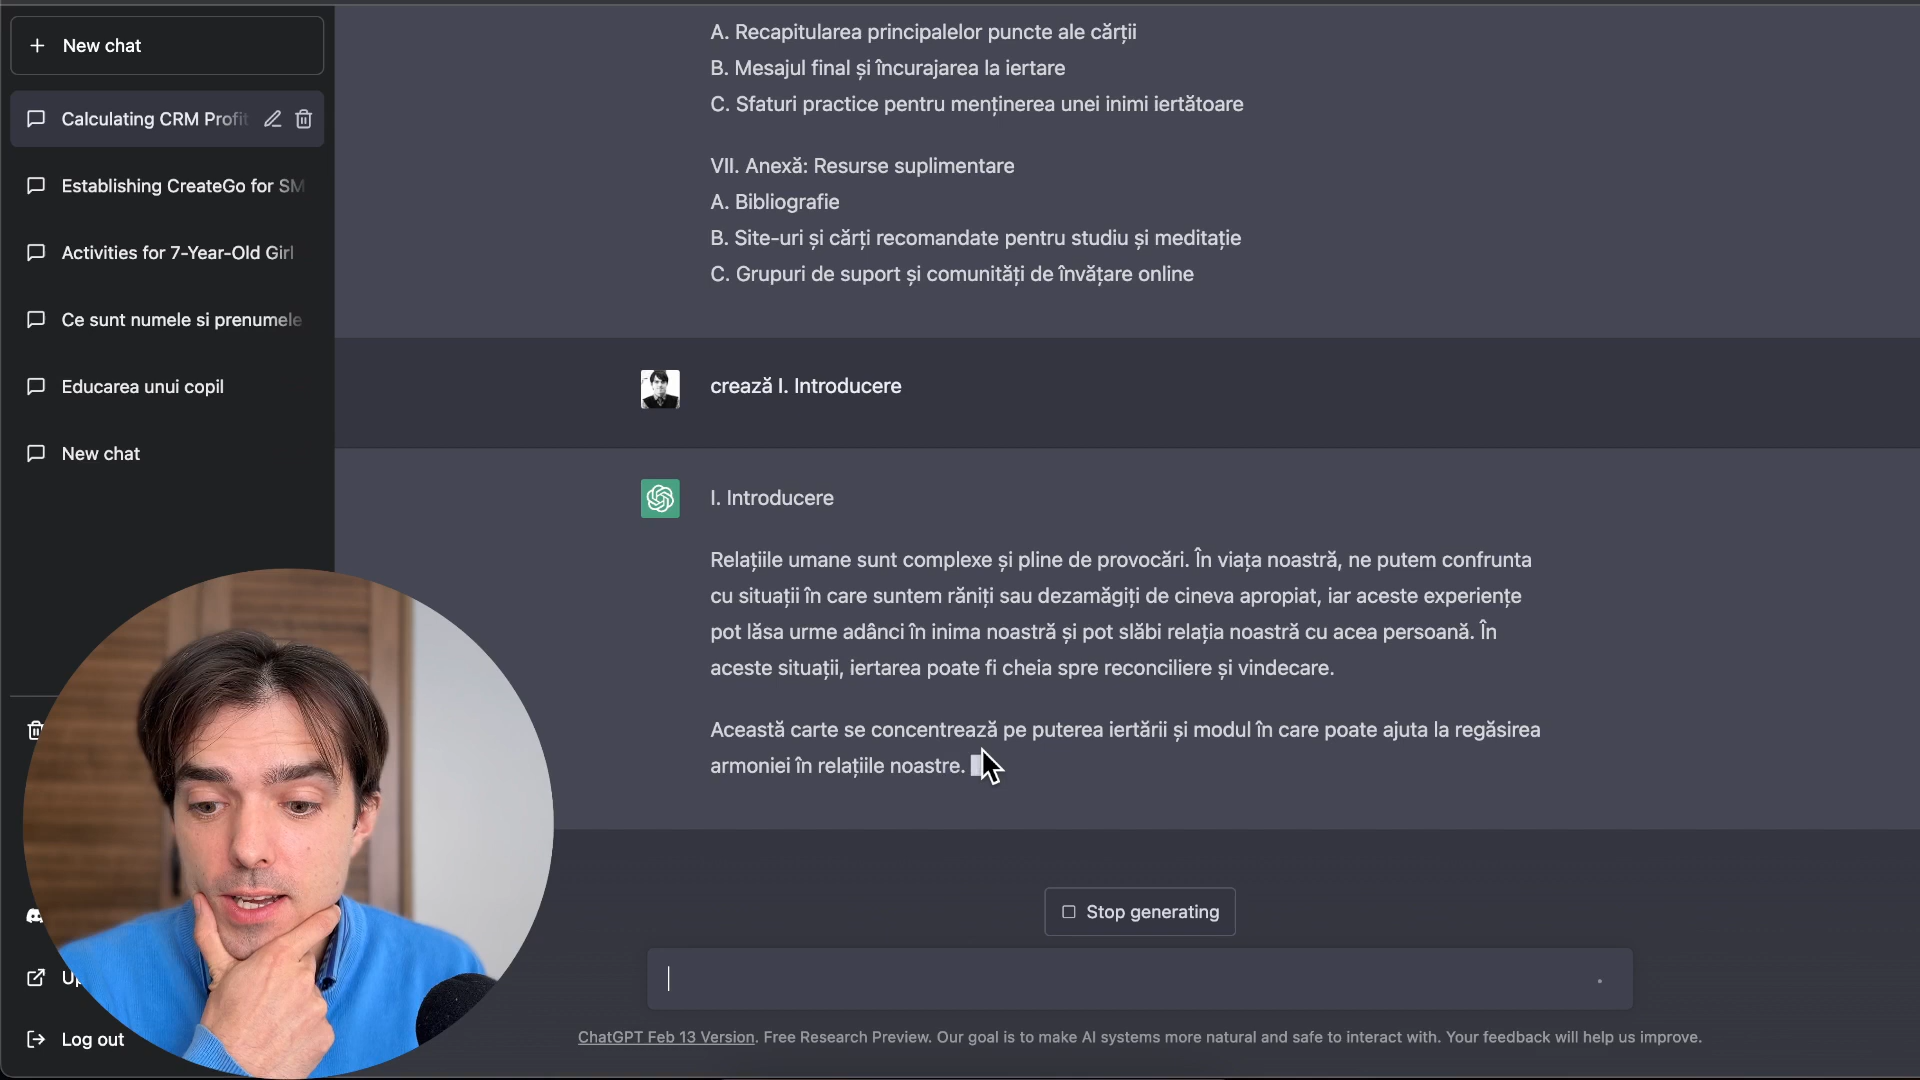 New chat
Calculating CRM Profit
Establishing CreateGo for SM
Activities for 7-Year-Old Girl
Ce sunt numele si prenumele
Educarea unui copil
New chat
Log out
A. Recapitularea principalelor puncte ale cărții
B. Mesajul final și încurajarea la iertare
C. Sfaturi practice pentru menținerea unei inimi iertătoare
VII. Anexă: Resurse suplimentare
A. Bibliografie
B. Site-uri și cărți recomandate pentru studiu și meditație
C. Grupuri de suport și comunități de învățare online
crează I. Introducere
I. Introducere
Relațiile umane sunt complexe și pline de provocări. În viața noastră, ne putem confrunta
cu situații în care suntem răniți sau dezamăgiți de cineva apropiat, iar aceste experiențe
pot lăsa urme adânci în inima noastră și pot slăbi relația noastră cu acea persoană. În
aceste situații, iertarea poate fi cheia spre reconciliere și vindecare.
Această carte se concentrează pe puterea iertării și modul în care poate ajuta la regăsirea
armoniei în relațiile noastre.
Stop generating
ChatGPT Feb 13 Version. Free Research Preview. Our goal is to make AI systems more natural and safe to interact with. Your feedback will help us improve.